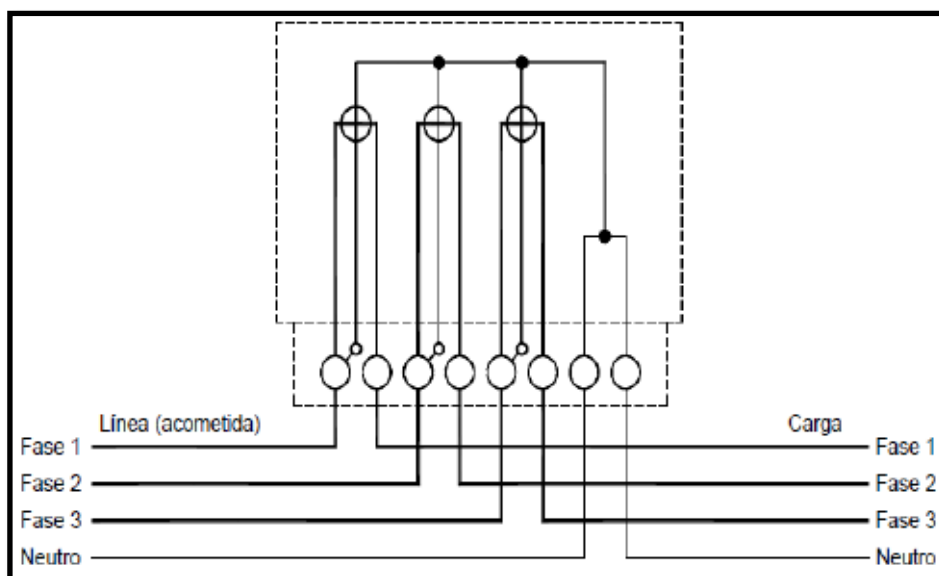 Línea (acometida)
Carga
Fase 1
Fase 1
Fase 2
Fase 2
Fase 3
Fase 3
Neutro
Neutro